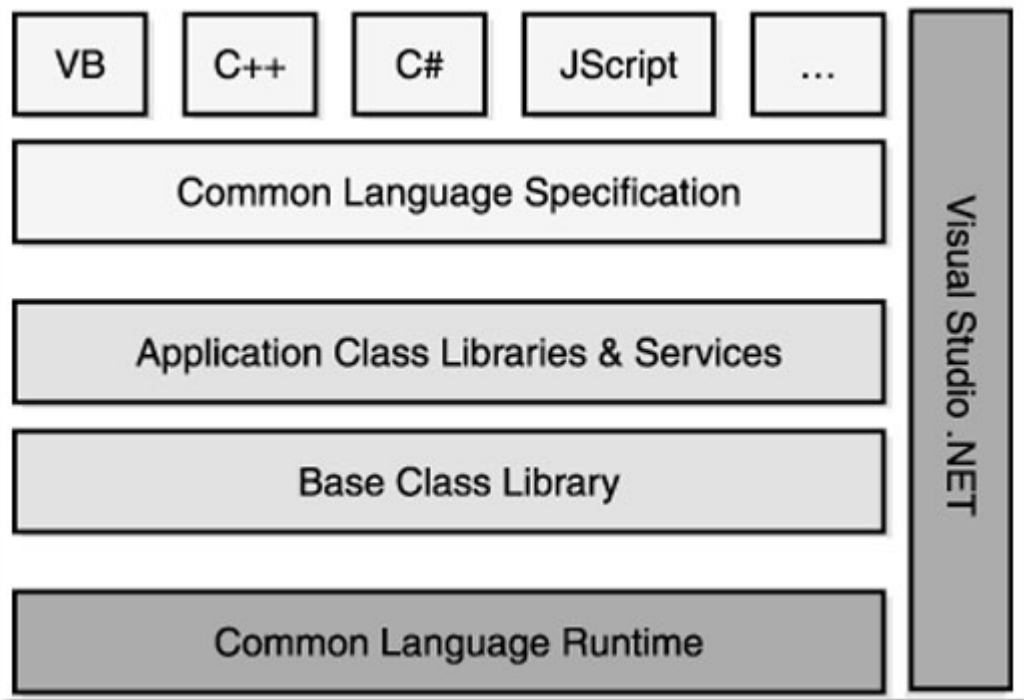 VB
C++
C#
JScript
...
Common Language Specification
Application Class Libraries & Services
Base Class Library
Common Language Runtime
Visual Studio .NET